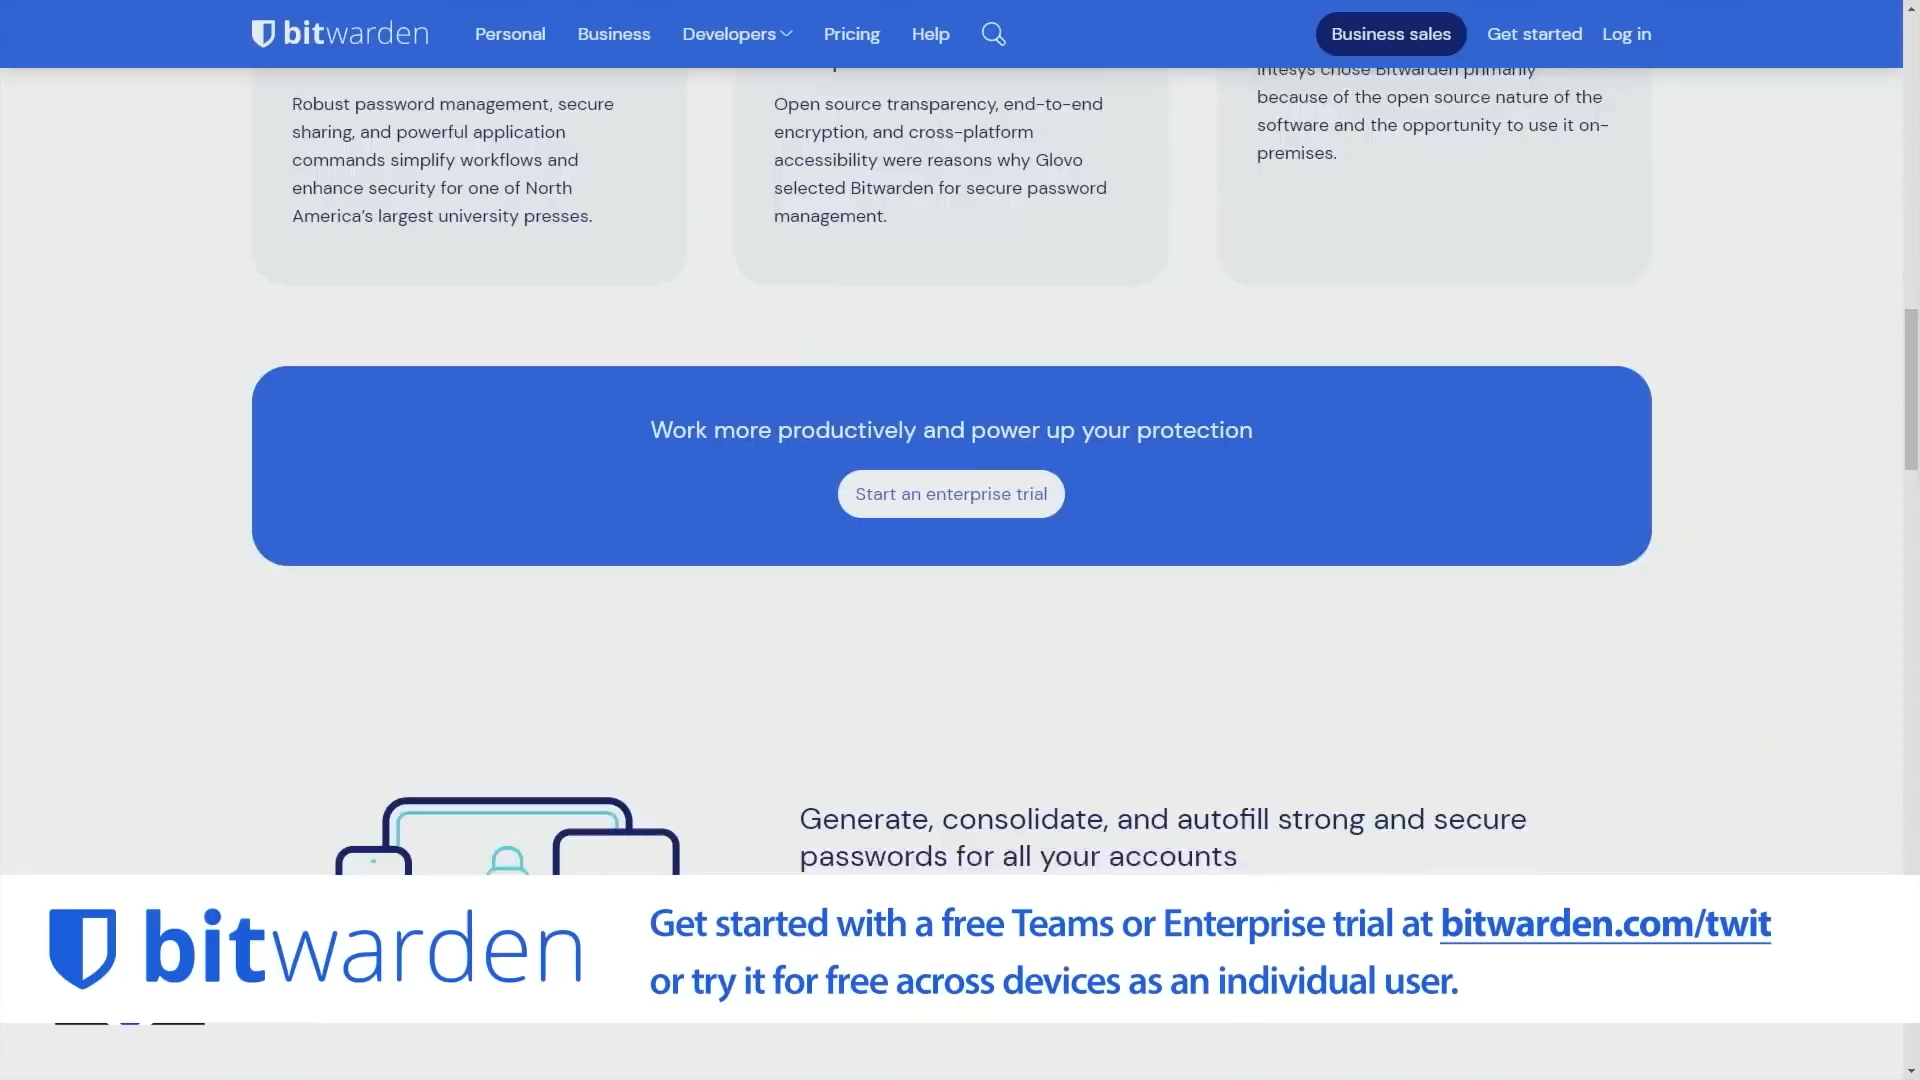 bitwarden
Personal
Business
Developers
Pricing
Help
Business sales
Get started
Log in
Robust password management, secure
sharing, and powerful application
commands simplify workflows and
enhance security for one of North
America’s largest university presses.
Open source transparency, end-to-end
encryption, and cross-platform
accessibility were reasons why Glovo
selected Bitwarden for secure password
management.
Intesys chose Bitwarden primarily
because of the open source nature of the
software and the opportunity to use it on-
premises.
Work more productively and power up your protection
Start an enterprise trial
Generate, consolidate, and autofill strong and secure
passwords for all your accounts
bitwarden
Get started with a free Teams or Enterprise trial at bitwarden.com/twit
or try it for free across devices as an individual user.